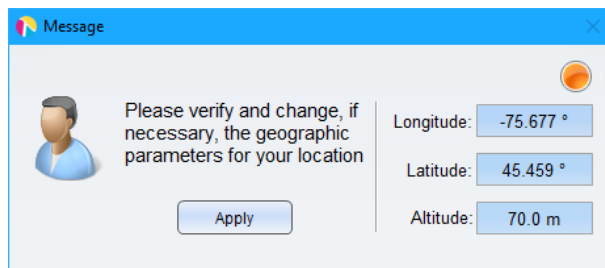 Message
Please verify and change, if
necessary, the geographic
parameters for your location
Apply
Longitude: -75.677 °
Latitude: 45.459 °
Altitude: 70.0 m